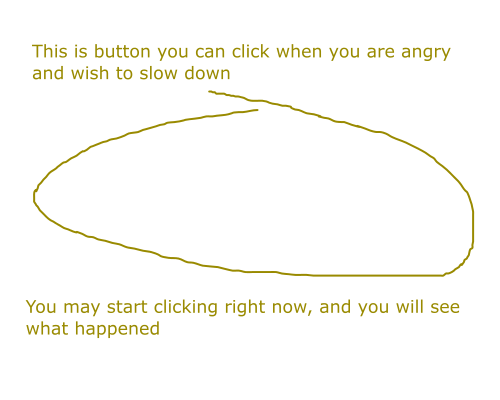 This is button you can click when you are angry
and wish to slow down
You may start clicking right now, and you will see
what happened